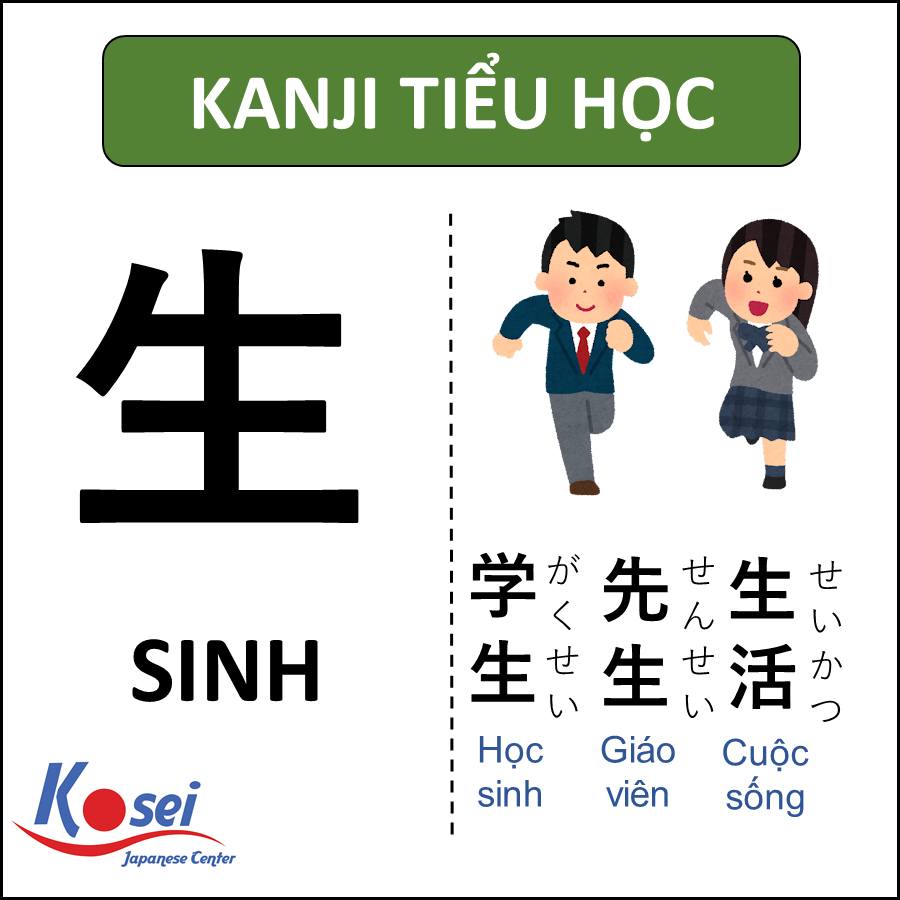 KANJI TIỂU HỌC
生
SINH
学生
がくせい
先生
せんせい
生活
せいかつ
Học
sinh
Giáo
viên
Cuộc
sống
Kosei
Japanese Center